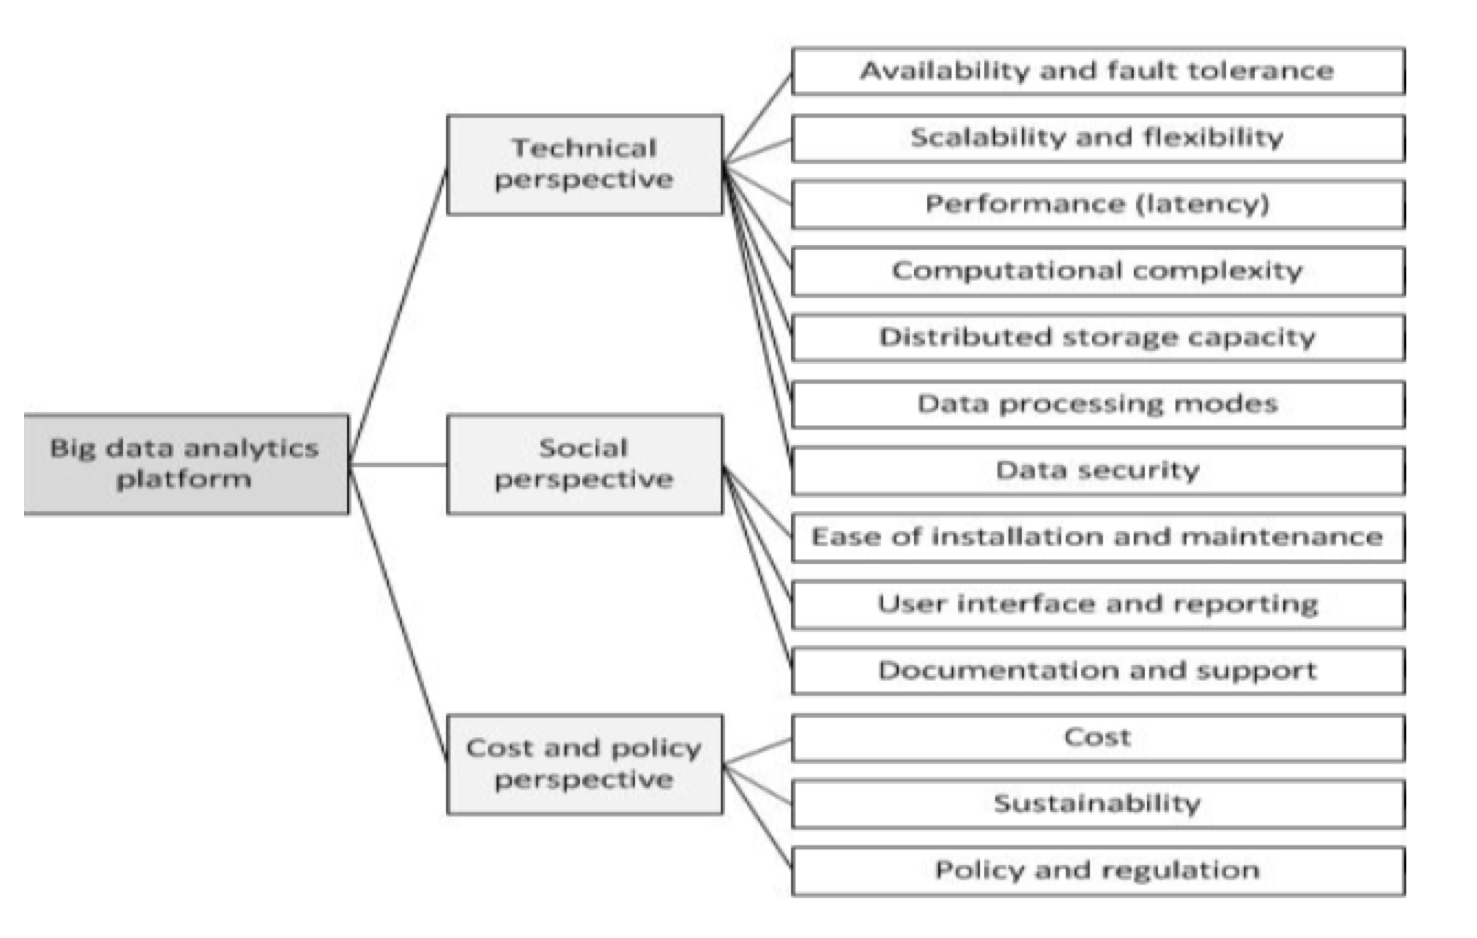 Big data analytics
platform
Technical
perspective
Availability and fault tolerance
Scalability and flexibility
Performance (latency)
Computational complexity
Distributed storage capacity
Data processing modes
Data security
Social
perspective
Ease of installation and maintenance
User interface and reporting
Documentation and support
Cost and policy
perspective
Cost
Sustainability
Policy and regulation